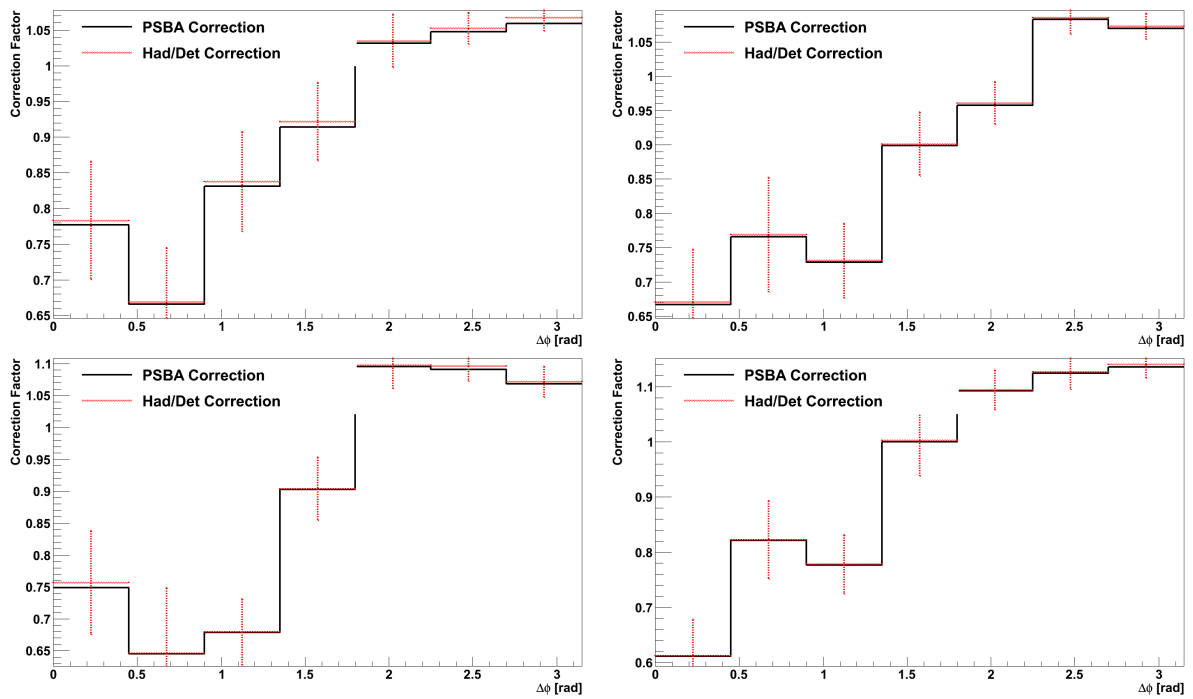 Correction Factor
PSBA Correction
Had/Det Correction
1.05
1
0.95
0.9
0.85
0.8
0.75
0.7
0.65
0 0.5 1 1.5 2 2.5 3
Δϕ [rad]
Correction Factor
PSBA Correction
Had/Det Correction
1.05
1
0.95
0.9
0.85
0.8
0.75
0.7
0.65
0 0.5 1 1.5 2 2.5 3
Δϕ [rad]
Correction Factor
PSBA Correction
Had/Det Correction
1.1
1.05
1
0.95
0.9
0.85
0.8
0.75
0.7
0.65
0 0.5 1 1.5 2 2.5 3
Δϕ [rad]
Correction Factor
PSBA Correction
Had/Det Correction
1.1
1
0.9
0.8
0.7
0.6
0 0.5 1 1.5 2 2.5 3
Δϕ [rad]